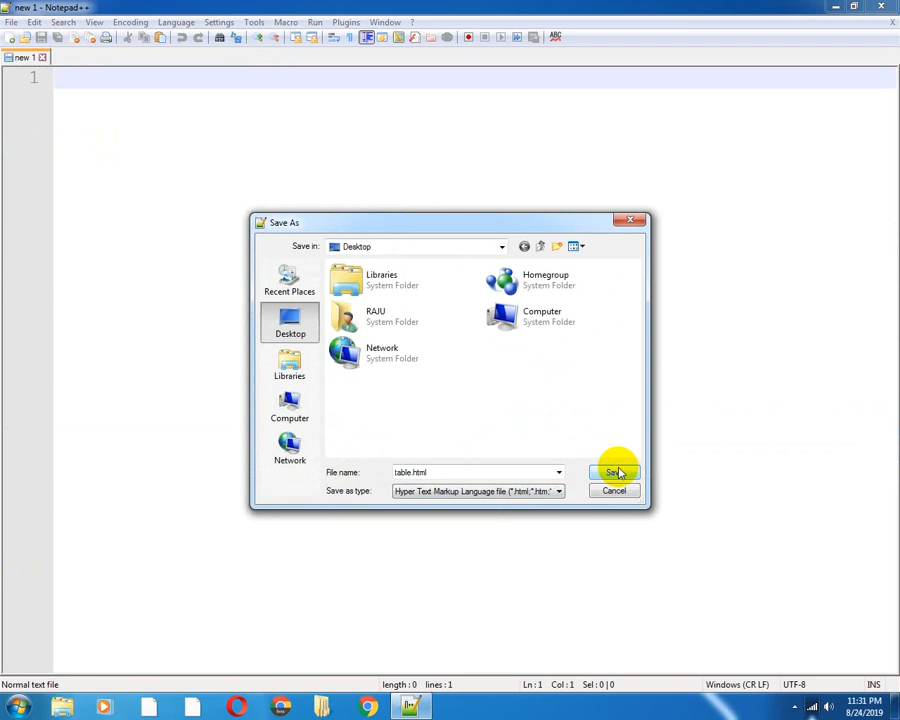 new 1 - Notepad++
File Edit Search View Encoding Language Settings Tools Macro Run Plugins Window ? X
ABC
new 1
1
Save As
Save in: Desktop
Recent Places
Desktop
Libraries
Computer
Network
Libraries
System Folder
Homegroup
System Folder
RAJU
System Folder
Computer
System Folder
Network
System Folder
File name: table.html Save
Save as type: Hyper Text Markup Language file (*.html;*.htm;* Cancel
Normal text file length : 0 lines : 1 Ln : 1 Col : 1 Sel : 0 | 0 Windows (CR LF) UTF-8 INS
11:31 PM
8/24/2019